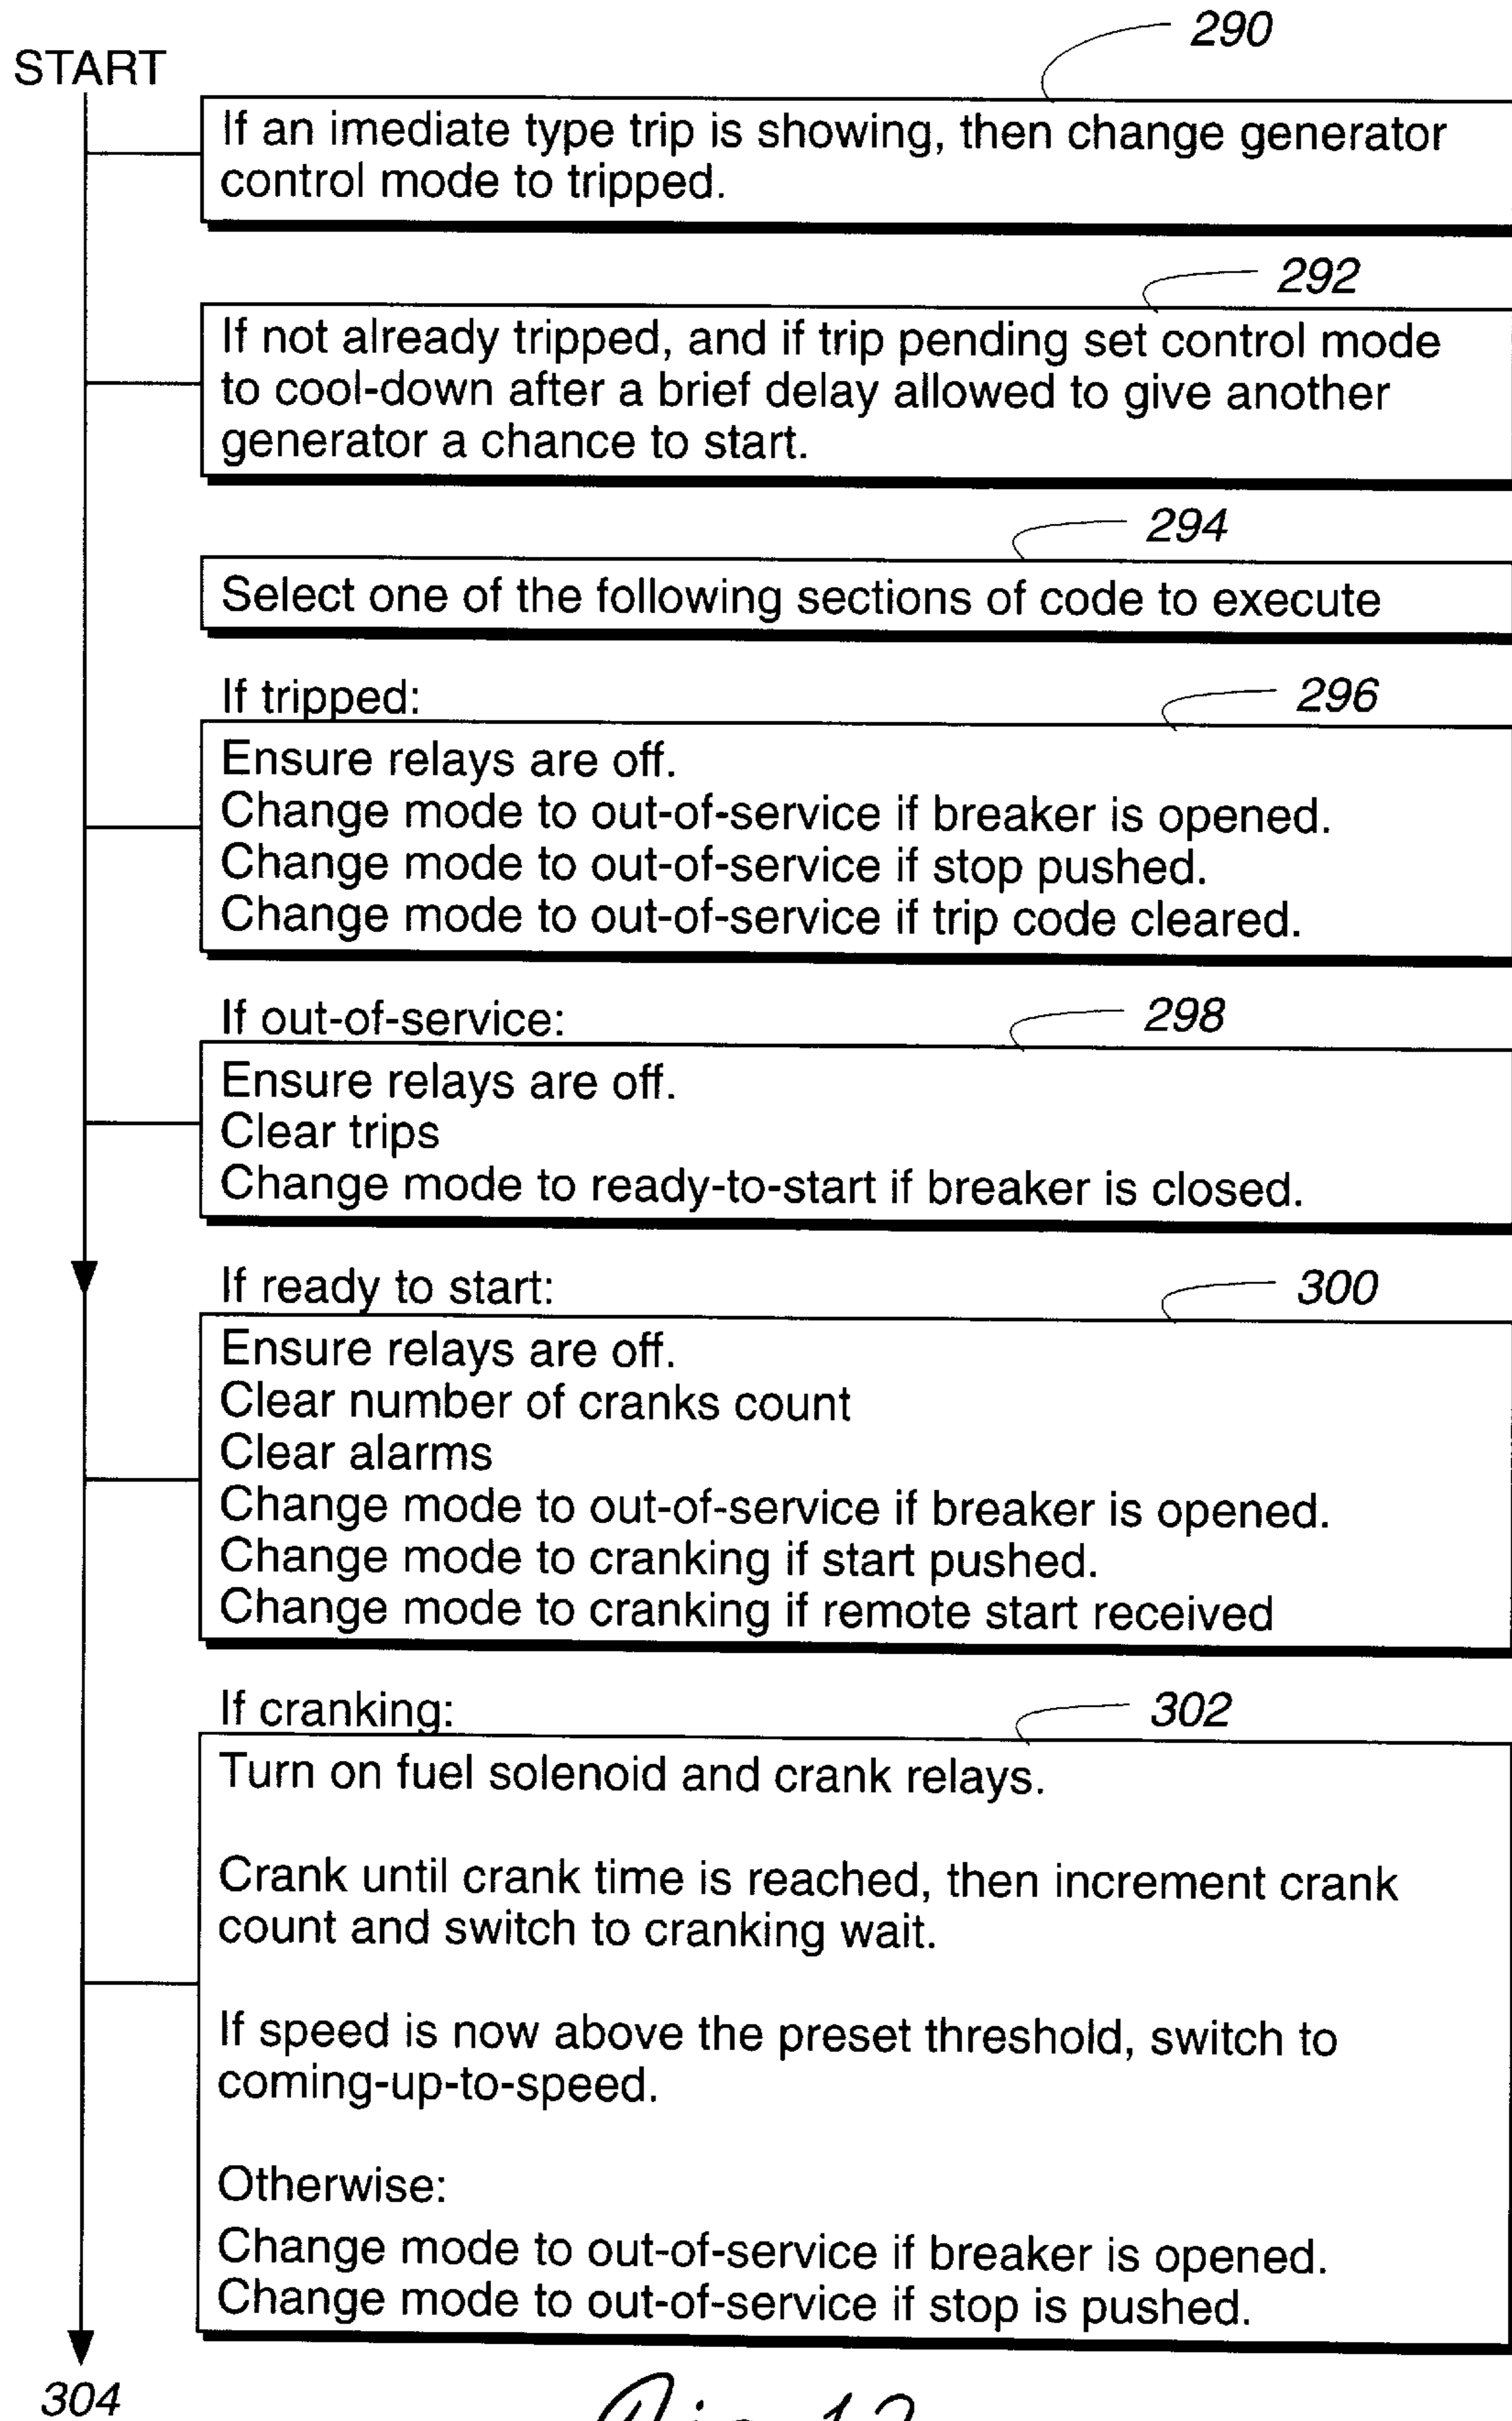 290
START
If an imediate type trip is showing, then change generator
control mode to tripped.
292
If not already tripped, and if trip pending set control mode
to cool-down after a brief delay allowed to give another
generator a chance to start.
294
Select one of the following sections of code to execute
If tripped:
296
Ensure relays are off.
Change mode to out-of-service if breaker is opened.
Change mode to out-of-service if stop pushed.
Change mode to out-of-service if trip code cleared.
If out-of-service:
298
Ensure relays are off.
Clear trips
Change mode to ready-to-start if breaker is closed.
If ready to start:
300
Ensure relays are off.
Clear number of cranks count
Clear alarms
Change mode to out-of-service if breaker is opened.
Change mode to cranking if start pushed.
Change mode to cranking if remote start received
If cranking:
302
Turn on fuel solenoid and crank relays.
Crank until crank time is reached, then increment crank
count and switch to cranking wait.
If speed is now above the preset threshold, switch to
coming-up-to-speed.
Otherwise:
Change mode to out-of-service if breaker is opened.
Change mode to out-of-service if stop is pushed.
304